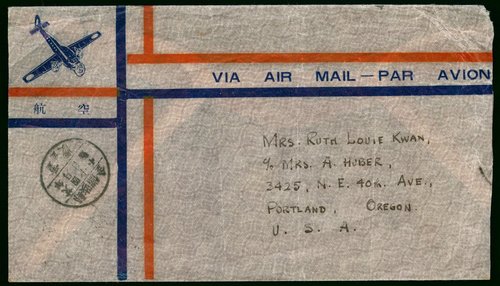 VIA AIR MAIL—PAR AVION
航空
MRS. RUTH LOUIE KWAN,
c/o MRS. A. HUBER,
3425, N. E. 40th. AVE.,
PORTLAND, OREGON.
U. S. A.